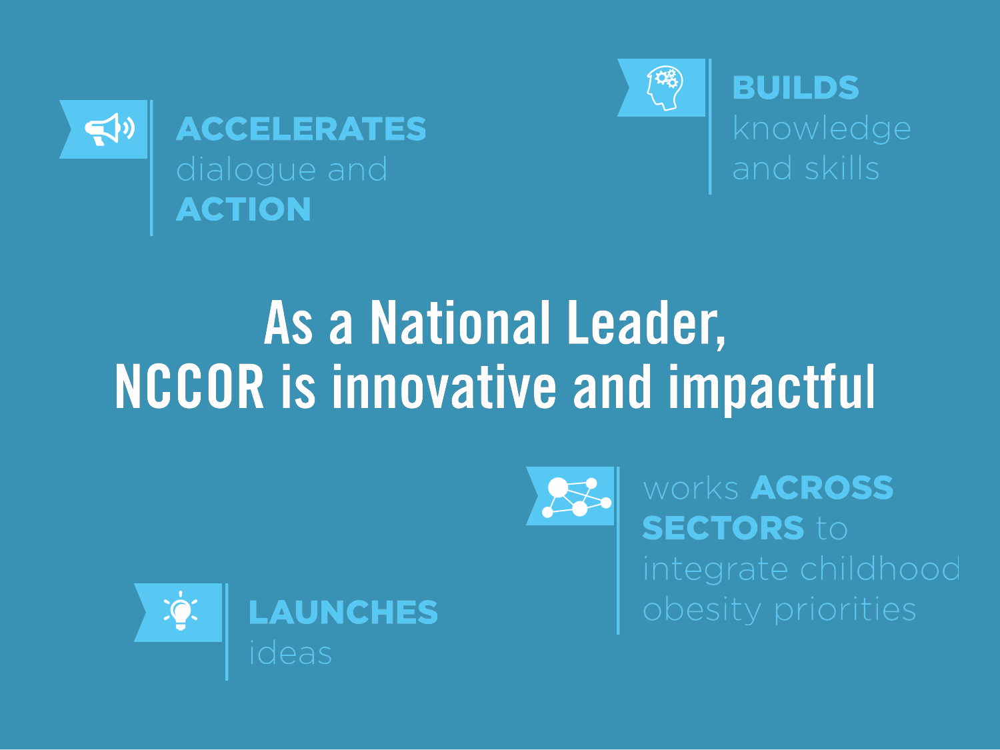 ACCELERATES
dialogue and
ACTION
BUILDS
knowledge
and skills
As a National Leader,
NCCOR is innovative and impactful
works ACROSS
SECTORS to
integrate childhood
obesity priorities
LAUNCHES
ideas